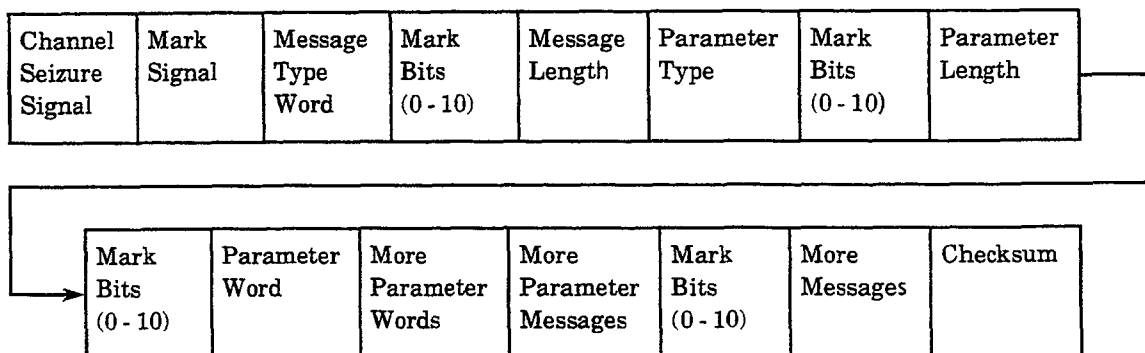 Channel Seizure Signal
Mark Signal
Message Type Word
Mark Bits (0 - 10)
Message Length
Parameter Type
Mark Bits (0 - 10)
Parameter Length
Mark Bits (0 - 10)
Parameter Word
More Parameter Words
More Parameter Messages
Mark Bits (0 - 10)
More Messages
Checksum